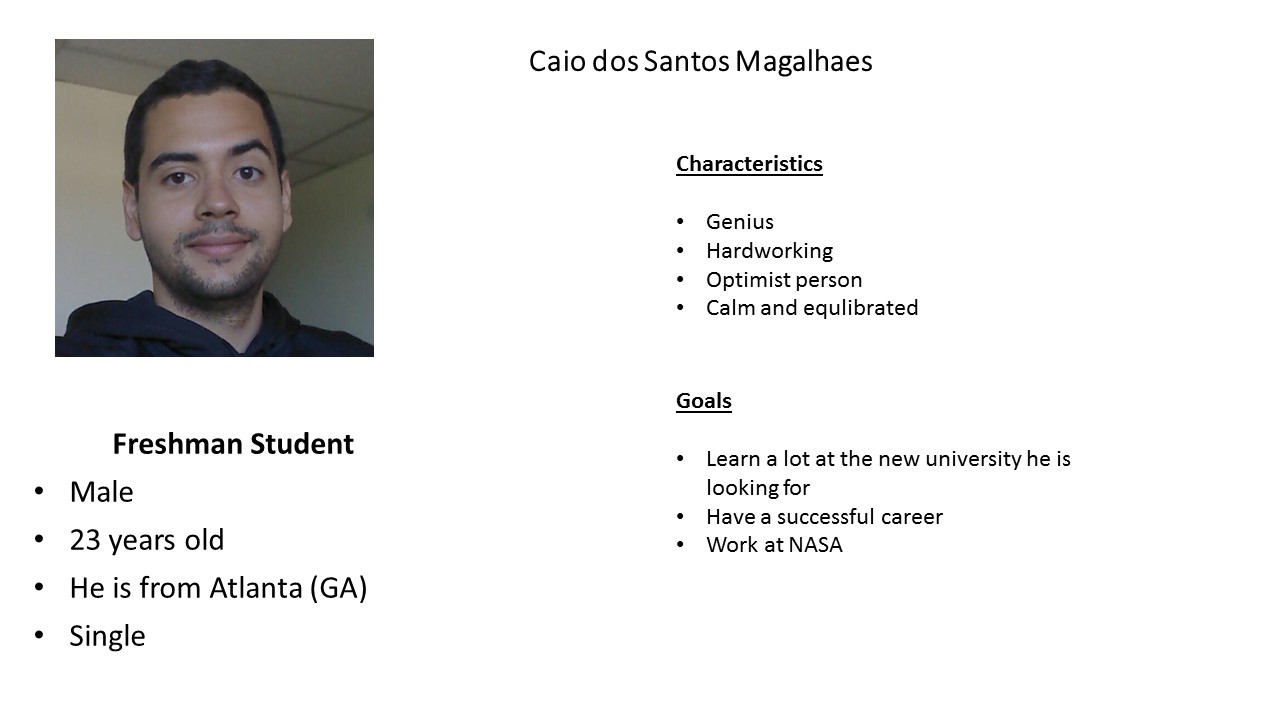 Caio dos Santos Magalhaes
Characteristics
• Genius
• Hardworking
• Optimist person
• Calm and equlibrated
Goals
• Learn a lot at the new university he is
looking for
• Have a successful career
• Work at NASA
Freshman Student
• Male
• 23 years old
• He is from Atlanta (GA)
• Single